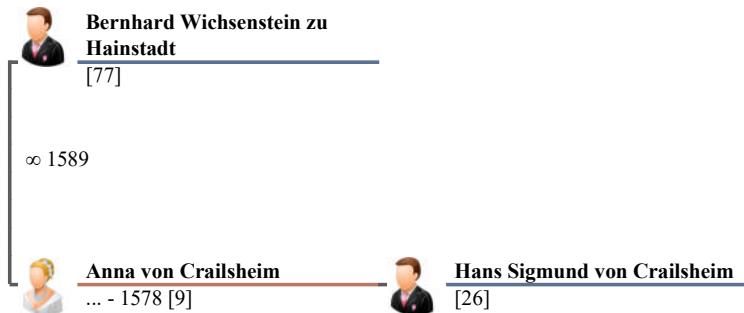 Bernhard Wichsenstein zu
Hainstadt
[77]
∞ 1589
Anna von Crailsheim
... - 1578 [9]
Hans Sigmund von Crailsheim
[26]